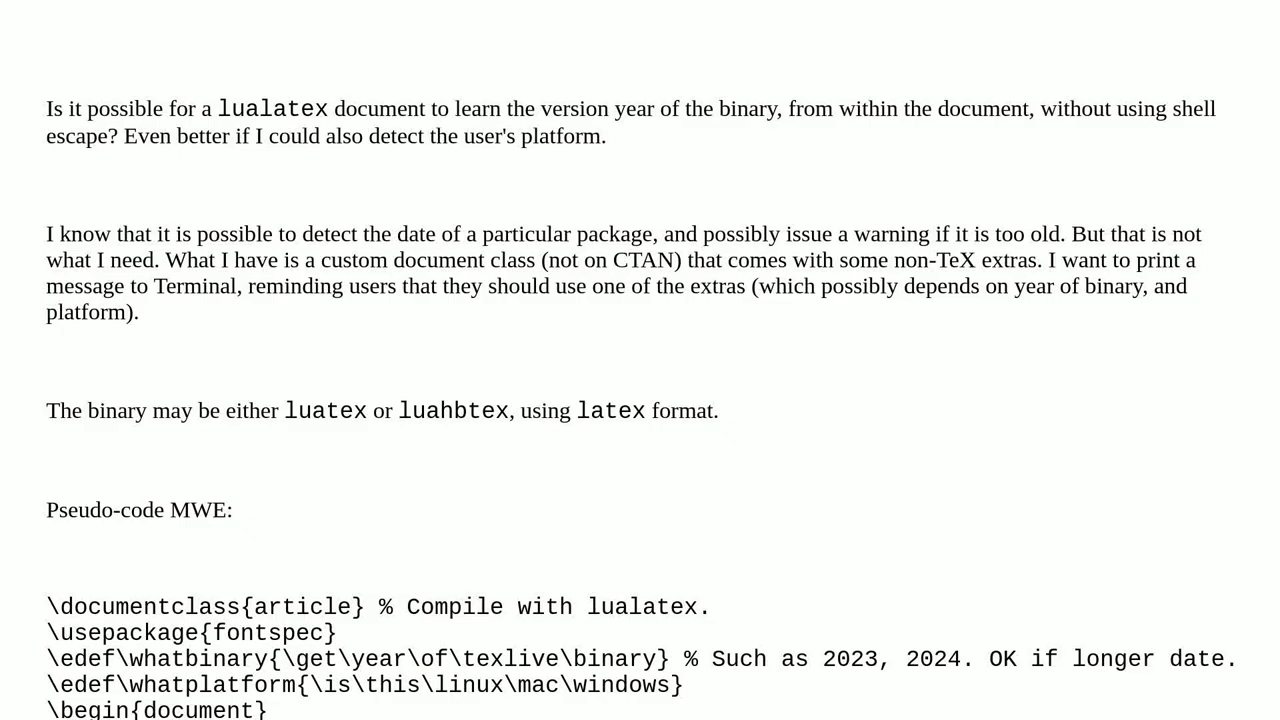 Is it possible for a lualatex document to learn the version year of the binary, from within the document, without using shell
escape? Even better if I could also detect the user's platform.
I know that it is possible to detect the date of a particular package, and possibly issue a warning if it is too old. But that is not
what I need. What I have is a custom document class (not on CTAN) that comes with some non-TeX extras. I want to print a
message to Terminal, reminding users that they should use one of the extras (which possibly depends on year of binary, and
platform).
The binary may be either luatex or luahbtex, using latex format.
Pseudo-code MWE:
\documentclass{article} % Compile with lualatex.
\usepackage{fontspec}
\edef\whatbinary{\get\year\of\texlive\binary} % Such as 2023, 2024. OK if longer date.
\edef\whatplatform{\is\this\linux\mac\windows}
\begin{document}